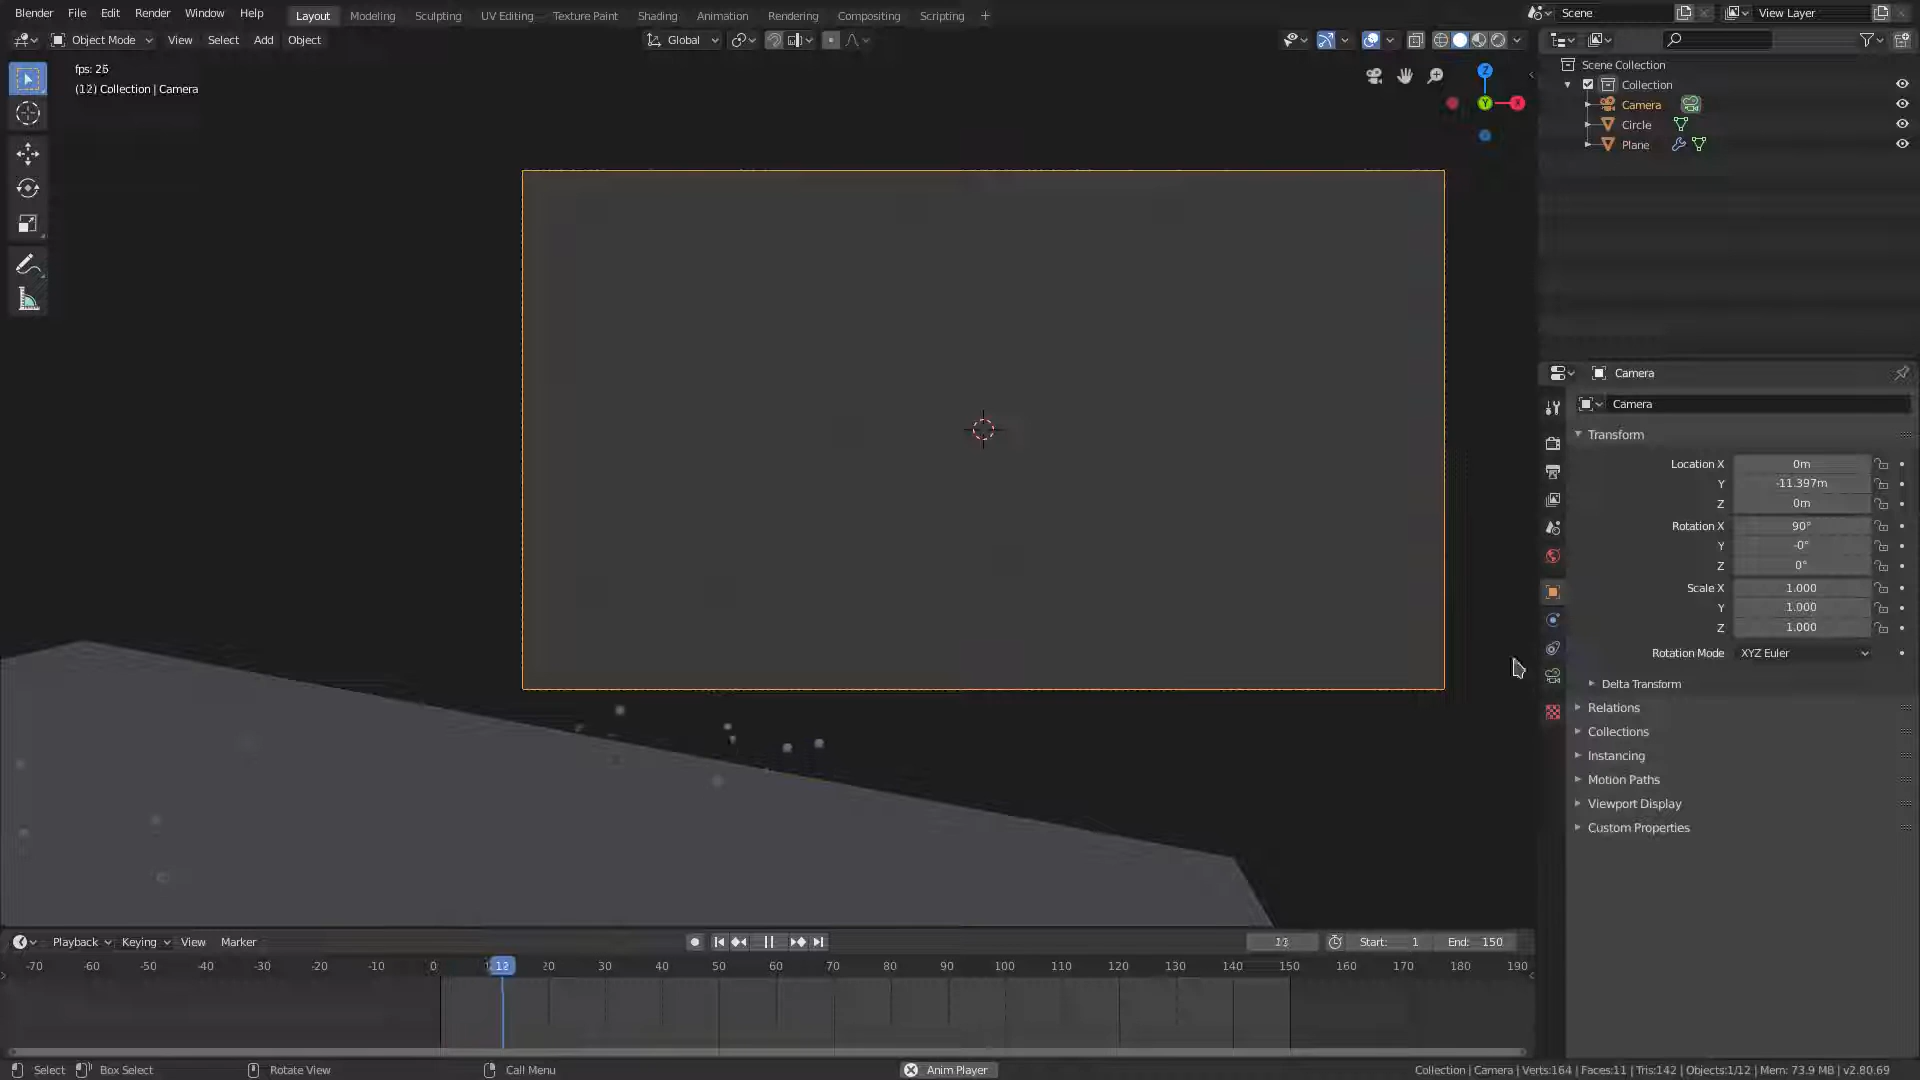 Blender File Edit Render Window Help Layout Modeling Sculpting UV Editing Texture Paint Shading Animation Rendering Compositing Scripting + Scene View Layer
Object Mode View Select Add Object Global
fps: 25
(12) Collection | Camera
Z
Y
X
Scene Collection
Collection
Camera
Circle
Plane
Camera
Camera
Transform
Location X 0m
Y -11.397m
Z 0m
Rotation X 90°
Y -0°
Z 0°
Scale X 1.000
Y 1.000
Z 1.000
Rotation Mode XYZ Euler
Delta Transform
Relations
Collections
Instancing
Motion Paths
Viewport Display
Custom Properties
Playback Keying View Marker Start: 1 End: 150
-70 -60 -50 -40 -30 -20 -10 0 12 20 30 40 50 60 70 80 90 100 110 120 130 140 150 160 170 180 190
Select Box Select Rotate View Call Menu Anim Player Collection | Camera | Verts:164 | Faces:11 | Tris:142 | Objects:1/12 | Mem: 73.9 MB | v2.80.69